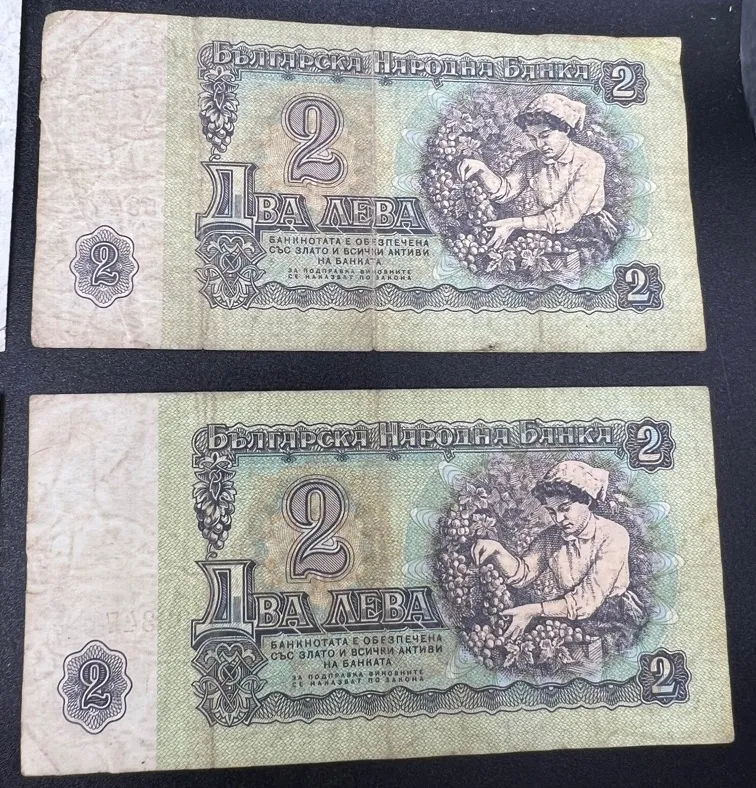 Българска Народна Банка 2
2
Два лева
БАНКНОТАТА Е ОБЕЗПЕЧЕНА
СЪС ЗЛАТО И ВСИЧКИ АКТИВИ
НА БАНКАТА
ЗА ПОДПРАВКА ВИНОВНИТЕ
СЕ НАКАЗВАТ ПО ЗАКОНА
2 2
Българска Народна Банка 2
2
Два лева
БАНКНОТАТА Е ОБЕЗПЕЧЕНА
СЪС ЗЛАТО И ВСИЧКИ АКТИВИ
НА БАНКАТА
ЗА ПОДПРАВКА ВИНОВНИТЕ
СЕ НАКАЗВАТ ПО ЗАКОНА
2 2